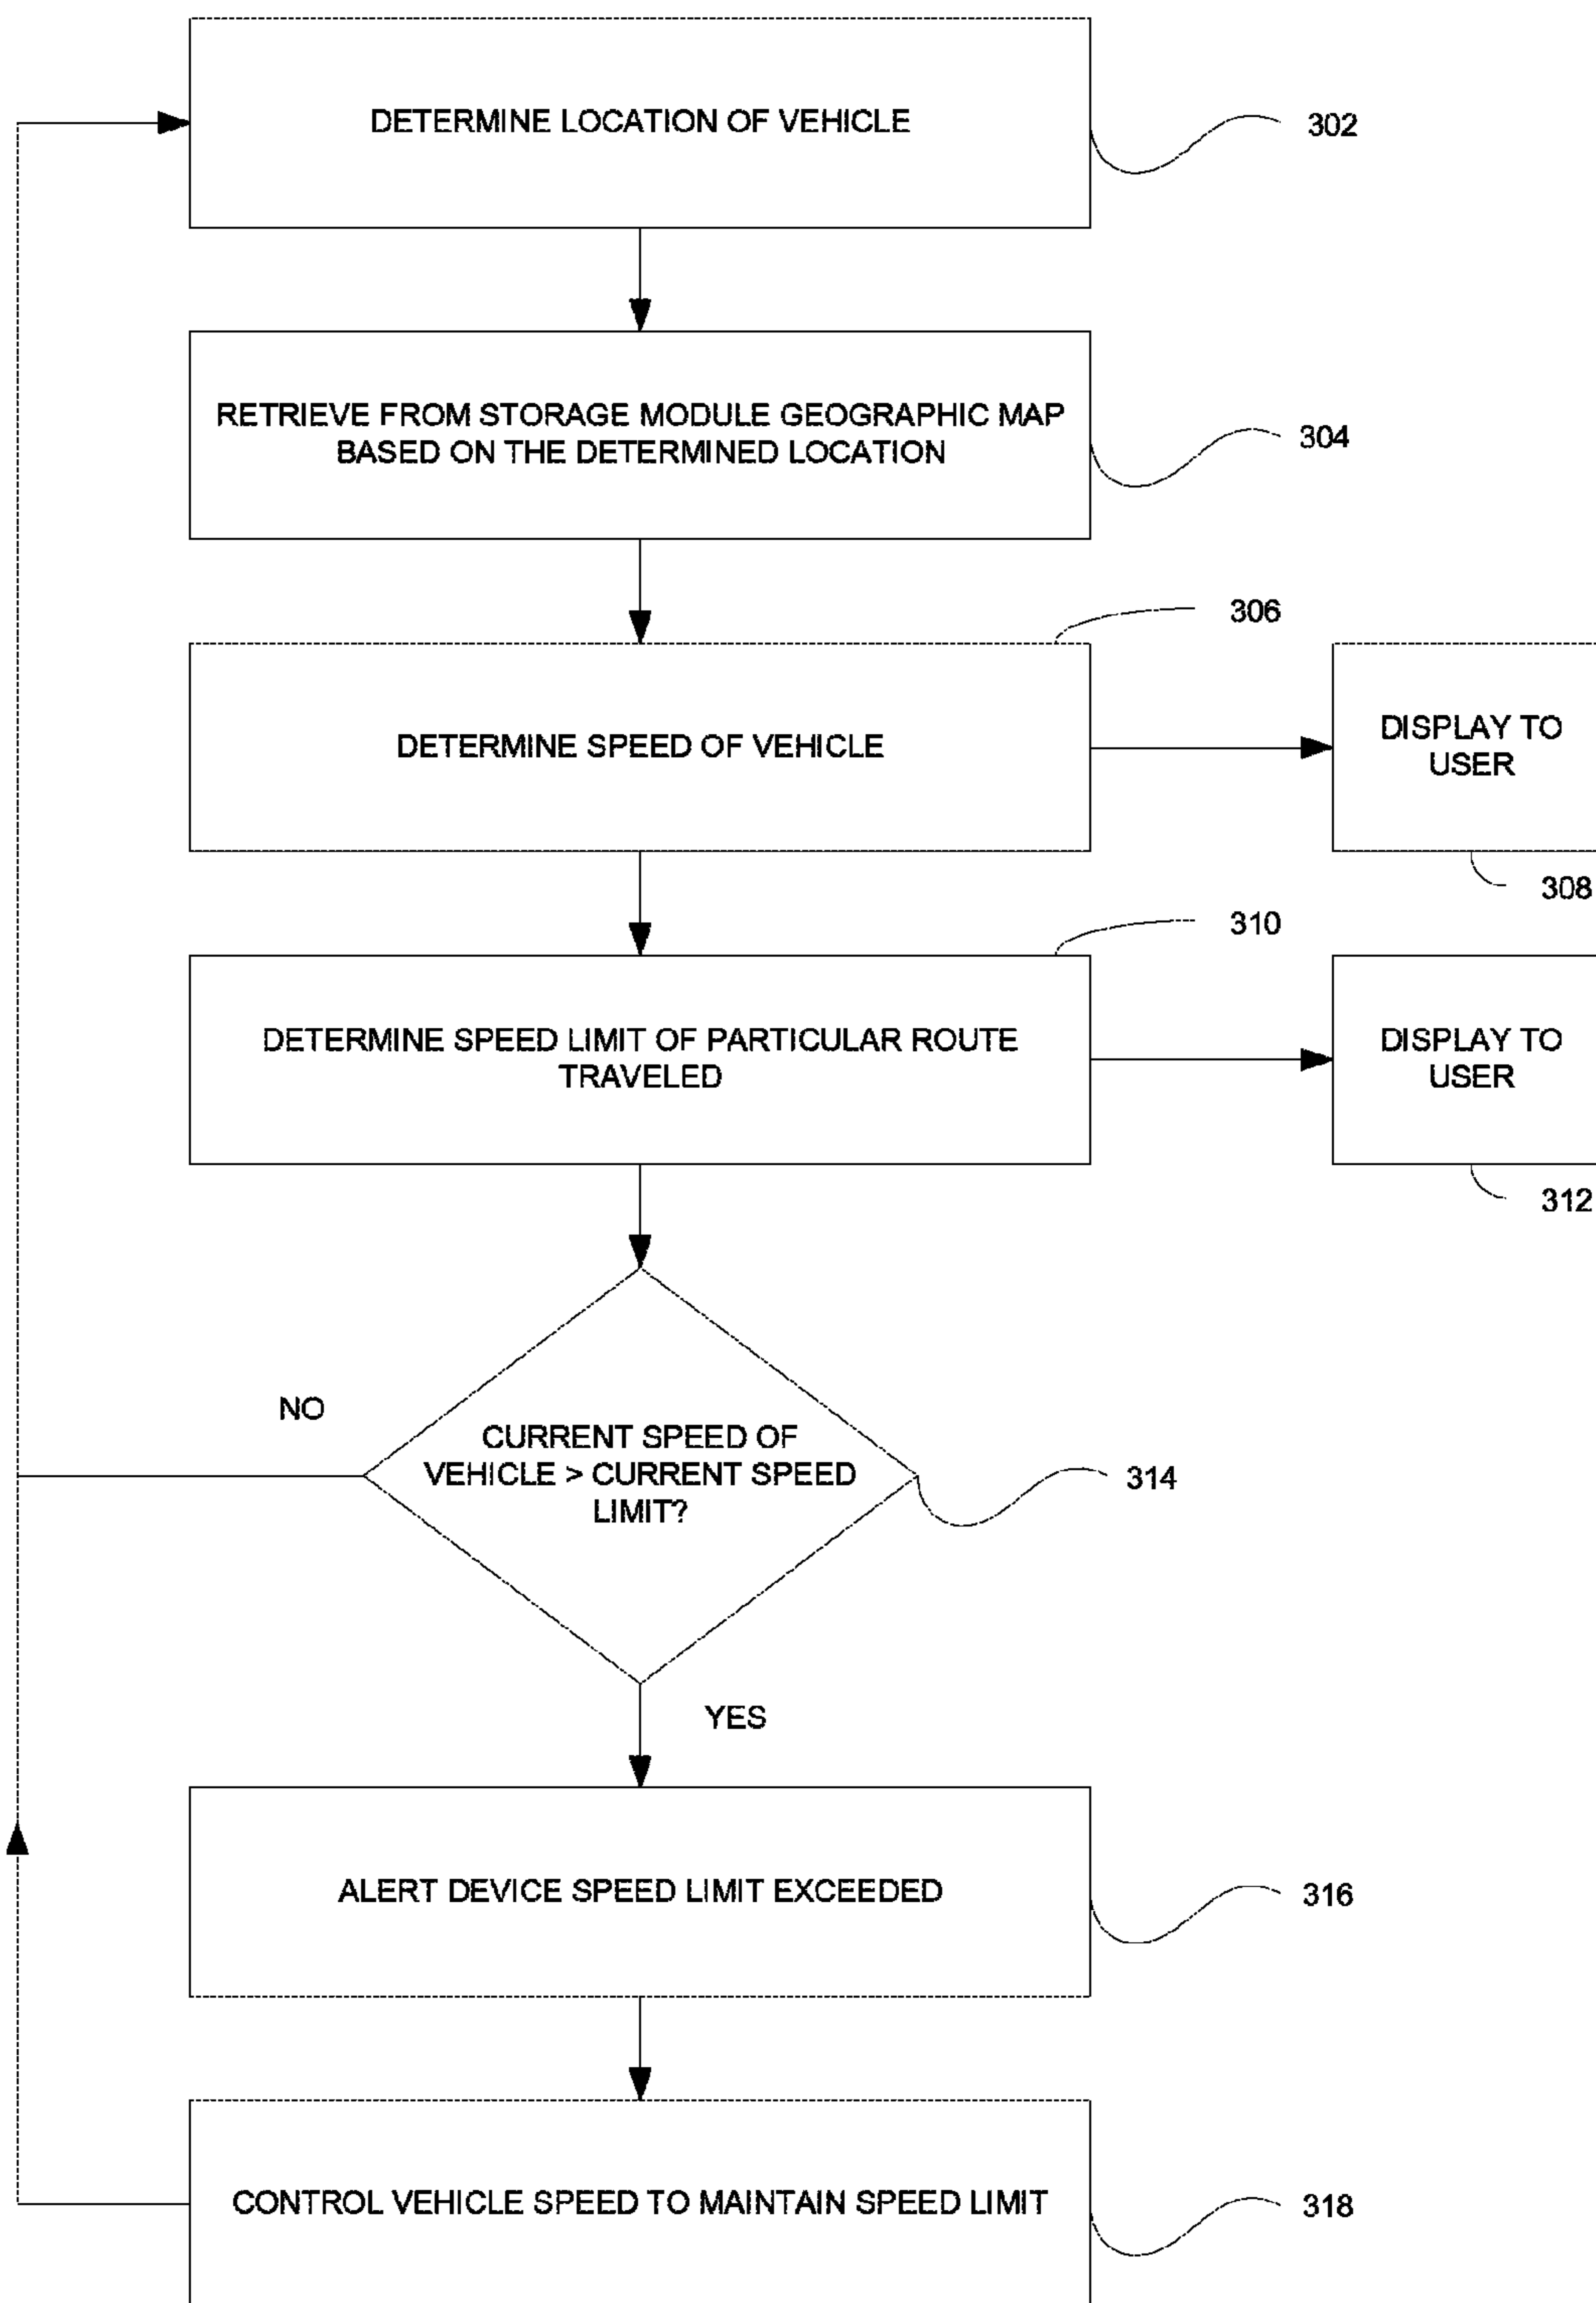 DETERMINE LOCATION OF VEHICLE
302
RETRIEVE FROM STORAGE MODULE GEOGRAPHIC MAP
BASED ON THE DETERMINED LOCATION
304
306
DETERMINE SPEED OF VEHICLE
DISPLAY TO
USER
308
310
DETERMINE SPEED LIMIT OF PARTICULAR ROUTE
TRAVELED
DISPLAY TO
USER
312
NO
CURRENT SPEED OF
VEHICLE > CURRENT SPEED
LIMIT?
314
YES
ALERT DEVICE SPEED LIMIT EXCEEDED
316
CONTROL VEHICLE SPEED TO MAINTAIN SPEED LIMIT
318